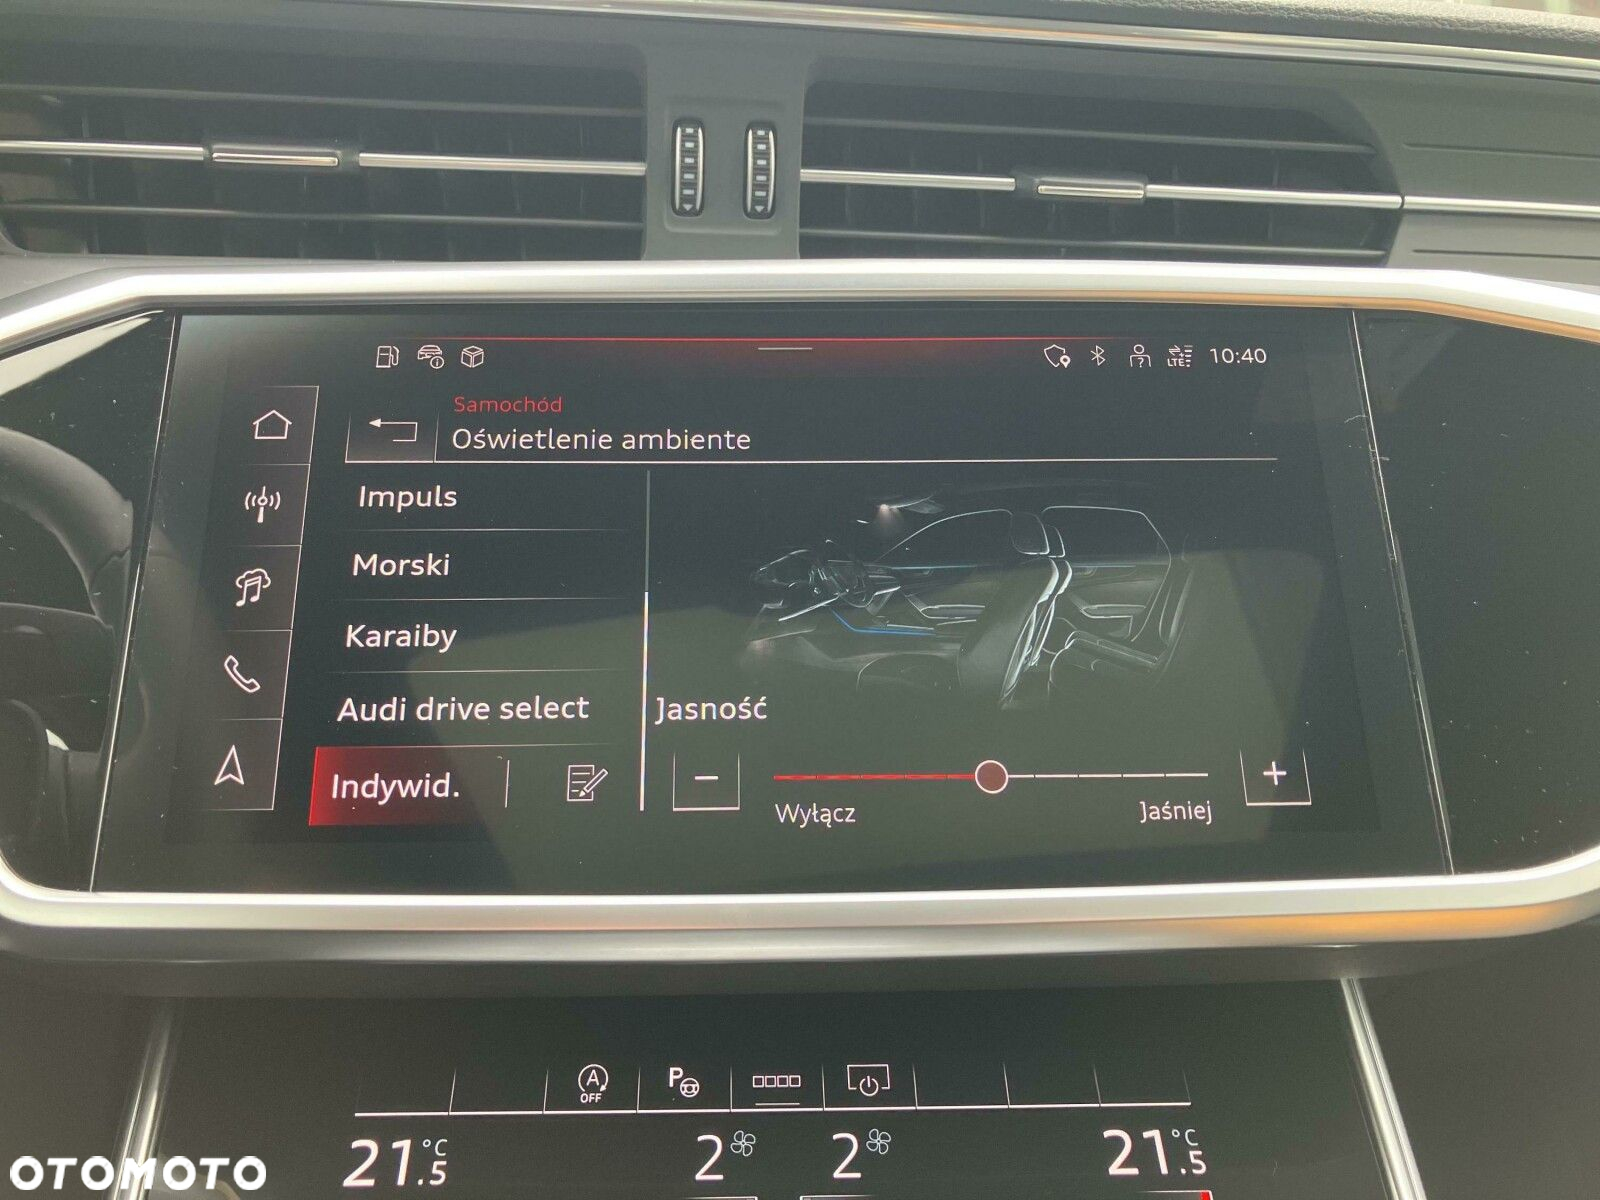 LTE
10:40
Samochód
Oświetlenie ambiente
Impuls
Morski
Karaiby
Audi drive select
Jasność
Indywid.
Wyłącz
Jaśniej
A
OFF
P
21.5 °C
2
2
21.5 °C
OTOMOTO